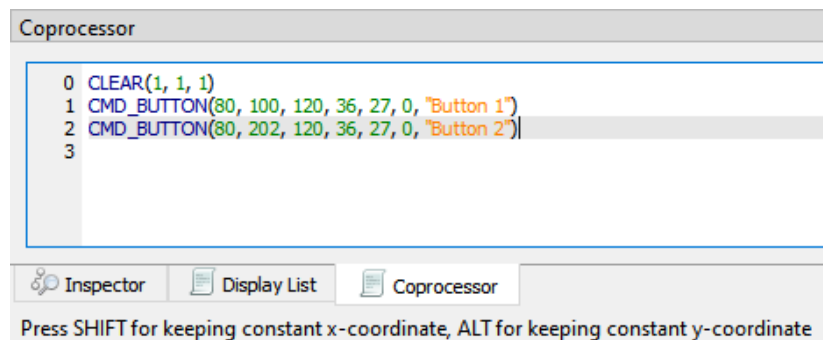 Coprocessor
0 CLEAR(1, 1, 1)
1 CMD_BUTTON(80, 100, 120, 36, 27, 0, "Button 1")
2 CMD_BUTTON(80, 202, 120, 36, 27, 0, "Button 2")
3
Inspector Display List Coprocessor
Press SHIFT for keeping constant x-coordinate, ALT for keeping constant y-coordinate